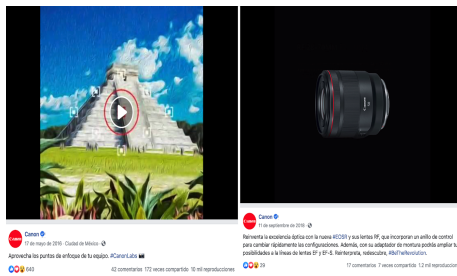 Canon
17 de mayo de 2016 · Ciudad de México ·
Aprovecha los puntos de enfoque de tu equipo. #CanonLabs
640
42 comentarios 172 veces compartido 10 mil reproducciones
Canon
11 de septiembre de 2018 ·
Reinventa la excelencia óptica con la nueva #EOSR y sus lentes RF, que incorporan un anillo de control
para cambiar rápidamente las configuraciones. Además, con su adaptador de montura podrás ampliar tus
posibilidades a la línea de lentes EF y EF-S. Reinterpreta, redescubre, #BeTheRevolution.
39
17 comentarios 7 veces compartido 1.2 mil reproducciones